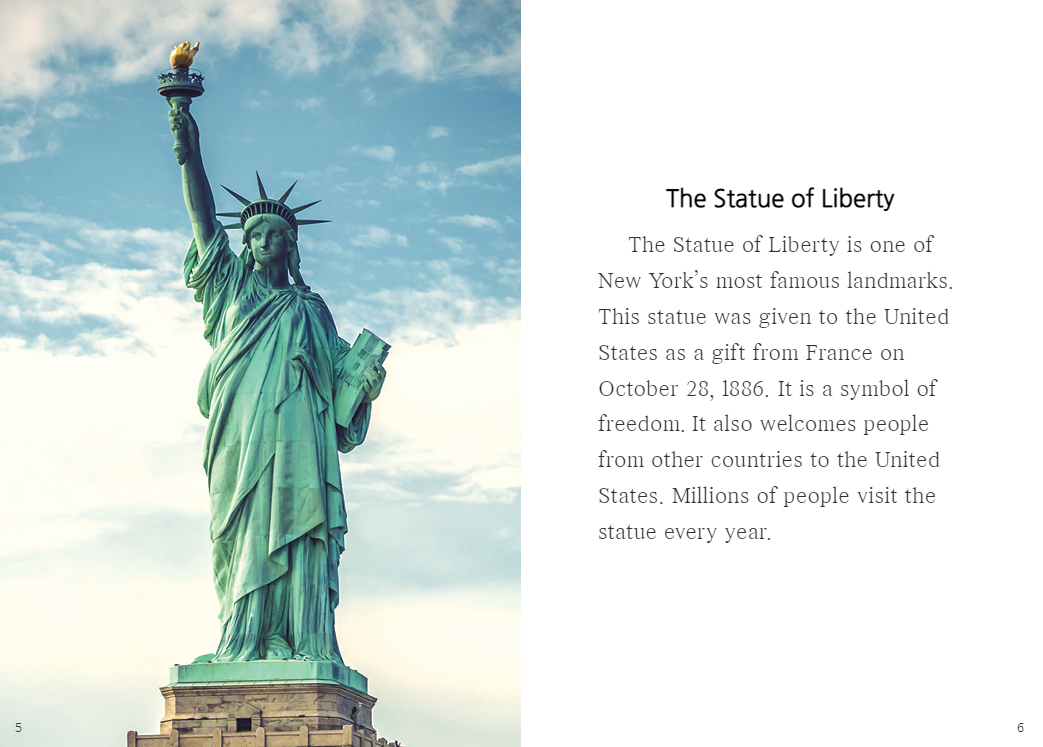 The Statue of Liberty
The Statue of Liberty is one of
New York's most famous landmarks.
This statue was given to the United
States as a gift from France on
October 28, 1886. It is a symbol of
freedom. It also welcomes people
from other countries to the United
States. Millions of people visit the
statue every year.
5
6